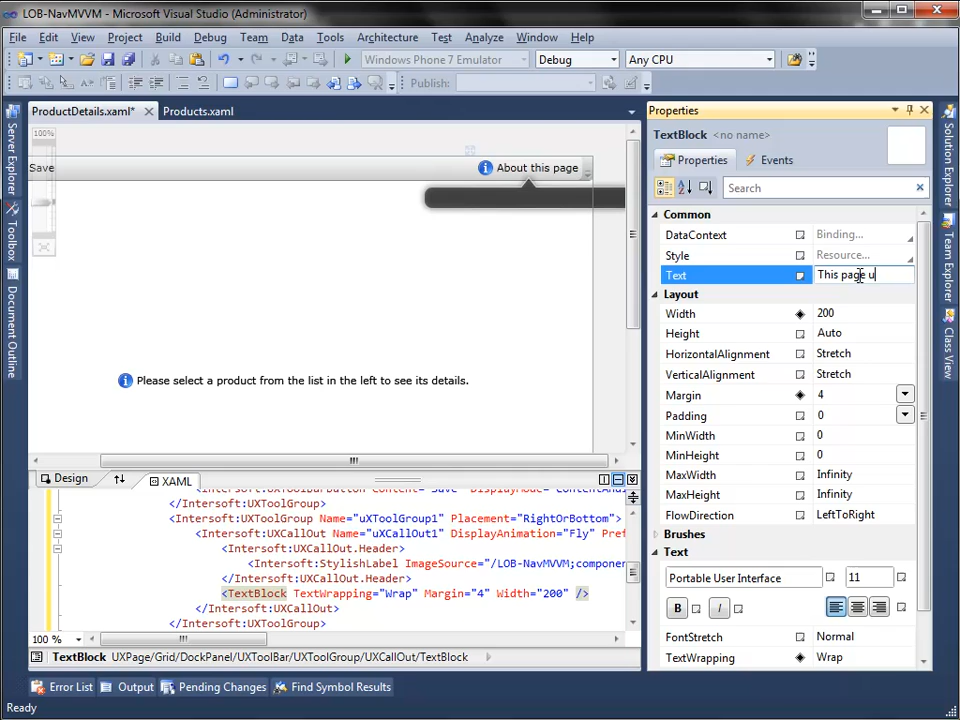 LOB-NavMVVM - Microsoft Visual Studio (Administrator)
File Edit View Project Build Debug Team Data Tools Architecture Test Analyze Window Help
Windows Phone 7 Emulator Debug Any CPU
Publish:
ProductDetails.xaml* Products.xaml
100%
Save About this page
Please select a product from the list in the left to see its details.
Design XAML
</Intersoft:UXToolGroup>
<Intersoft:UXToolGroup Name="uXToolGroup1" Placement="RightOrBottom">
<Intersoft:UXCallOut Name="uXCallOut1" DisplayAnimation="Fly" Pref
<Intersoft:UXCallOut.Header>
<Intersoft:StylishLabel ImageSource="/LOB-NavMVVM;compone
</Intersoft:UXCallOut.Header>
<TextBlock TextWrapping="Wrap" Margin="4" Width="200" />
</Intersoft:UXCallOut>
</Intersoft:UXToolGroup>
100 %
TextBlock UXPage/Grid/DockPanel/UXToolBar/UXToolGroup/UXCallOut/TextBlock
Error List Output Pending Changes Find Symbol Results
Ready
Server Explorer
Toolbox
Document Outline
Properties
TextBlock <no name>
Properties Events
Search
Common
DataContext Binding...
Style Resource...
Text This page u
Layout
Width 200
Height Auto
HorizontalAlignment Stretch
VerticalAlignment Stretch
Margin 4
Padding 0
MinWidth 0
MinHeight 0
MaxWidth Infinity
MaxHeight Infinity
FlowDirection LeftToRight
Brushes
Text
Portable User Interface 11
B I
FontStretch Normal
TextWrapping Wrap
Solution Explorer
Team Explorer
Class View